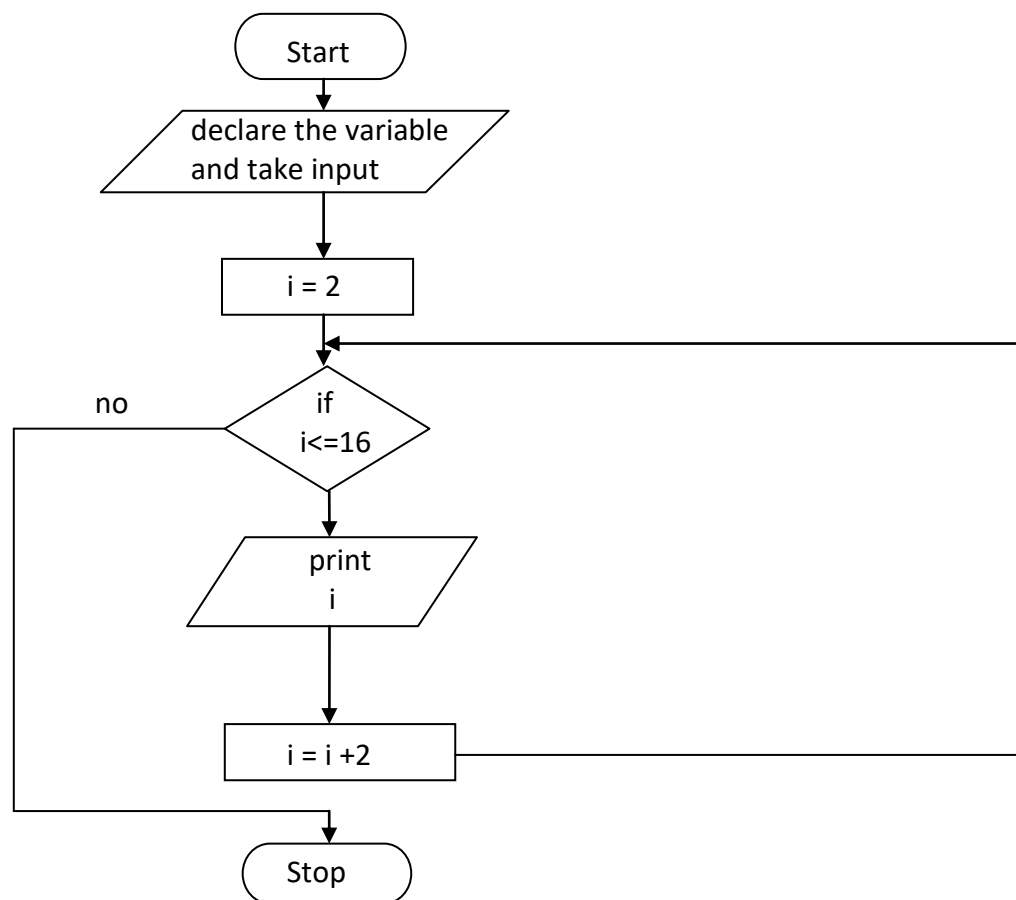 Start
declare the variable
and take input
i = 2
no
if
i<=16
print
i
i = i +2
Stop